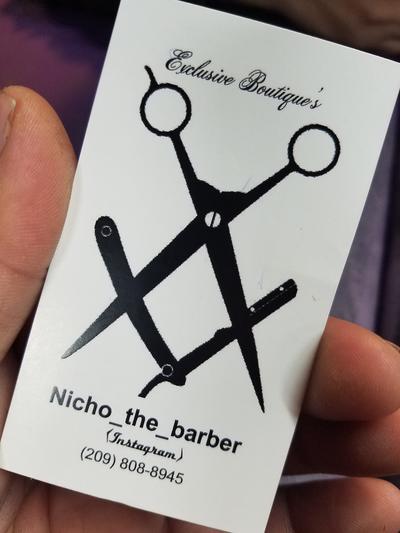 Exclusive Boutique's
Nicho_the_barber
(Instagram)
(209) 808-8945